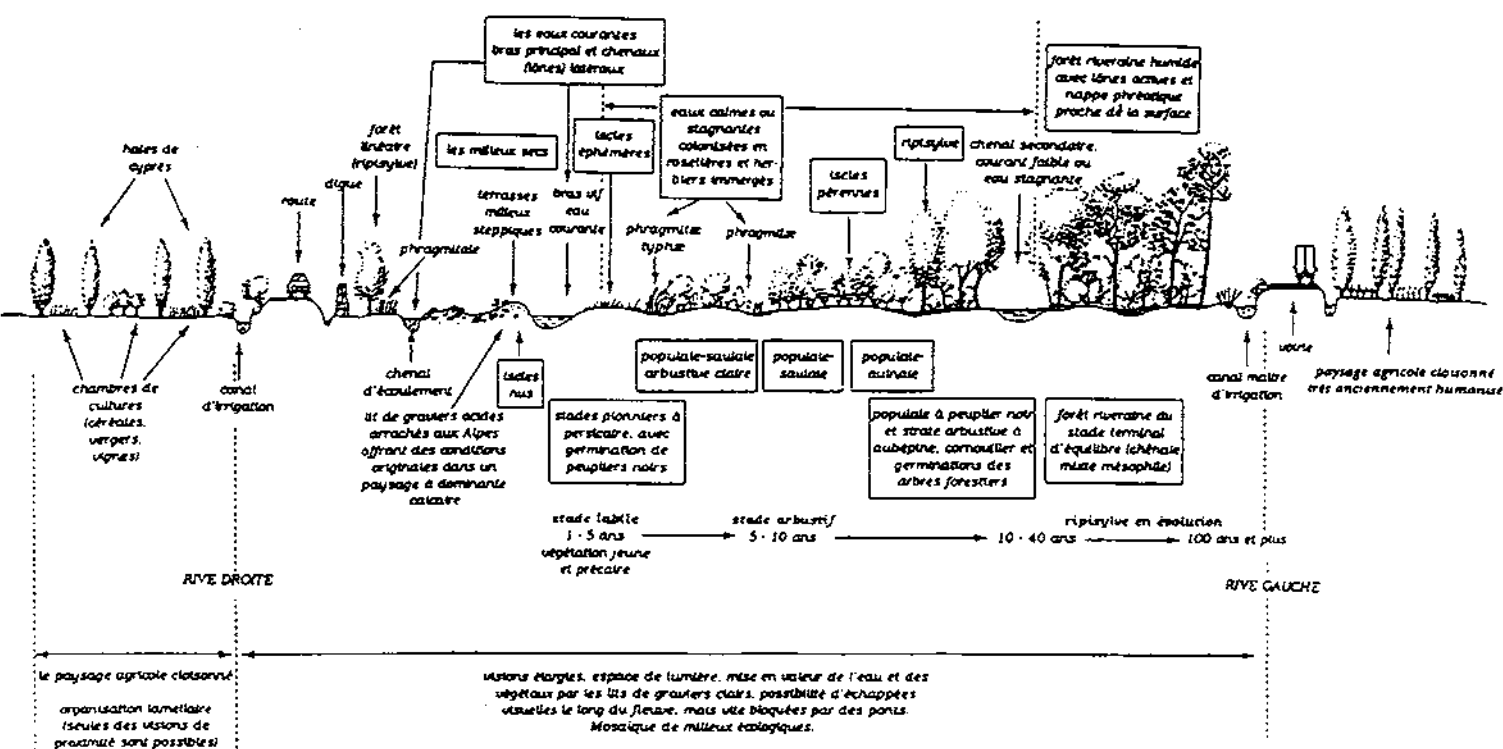 les eaux courantes
bras principal et chenaux
(lônes) latéraux
forêt riveraine humide
avec lônes actives et
nappe phréatique
proche de la surface
haies de
cyprès
route
digue
forêt
linéaire
(ripisylve)
les milieux secs
iscles
éphémères
eaux calmes ou
stagnantes
colonisées en
roselières et her-
biers immergés
ripisylve
chenal secondaire,
courant faible ou
eau stagnante
iscles
pérennes
phragmitaie
terrasses
milieux
steppiques
bras vif
eau
courante
phragmitæ
typhæ
phragmitæ
chambres de
cultures
(céréales,
vergers,
vignes)
canal
d'irrigation
chenal
d'écoulement
iscles
nus
lit de graviers acides
arrachés aux Alpes
offrant des conditions
originales dans un
paysage à dominante
calcaire
populaie-saulaie
arbustive claire
populaie-
saulaie
populaie-
aulnaie
stades pionniers à
persicaire, avec
germination de
peupliers noirs
populaie à peuplier noir
et strate arbustive à
aubépine, cornouiller et
germinations des
arbres forestiers
forêt riveraine du
stade terminal
d'équilibre (chênaie
mixte mésophile)
canal maître
d'irrigation
voirie
paysage agricole cloisonné
très anciennement humanisé
stade labile
1 - 5 ans
végétation jeune
et précaire
stade arbustif
5 - 10 ans
ripisylve en évolution
10 - 40 ans
100 ans et plus
RIVE DROITE
RIVE GAUCHE
le paysage agricole cloisonné
organisation lamellaire
(seules des visions de
proximité sont possibles)
visions élargies, espace de lumière, mise en valeur de l'eau et des
végétaux par les lits de graviers clairs, possibilité d'échappées
visuelles le long du fleuve, mais vite bloquées par des ponts.
Mosaïque de milieux écologiques.